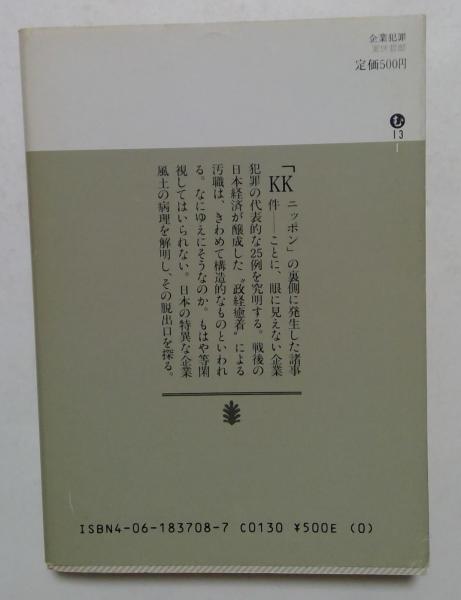 企業犯罪
室伏哲郎
定価500円
む
13
1
「KKニッポン」の裏側に発生した諸事
件――ことに、眼に見えない企業
犯罪の代表的な25例を究明する。戦後の
日本経済が醸成した〝政経癒着〟による
汚職は、きわめて構造的なものといわれ
る。なにゆえにそうなのか。もはや等閑
視してはいられない。日本の特異な企業
風土の病理を解明し、その脱出口を探る。
ISBN4-06-183708-7 C0130 ¥500E (0)